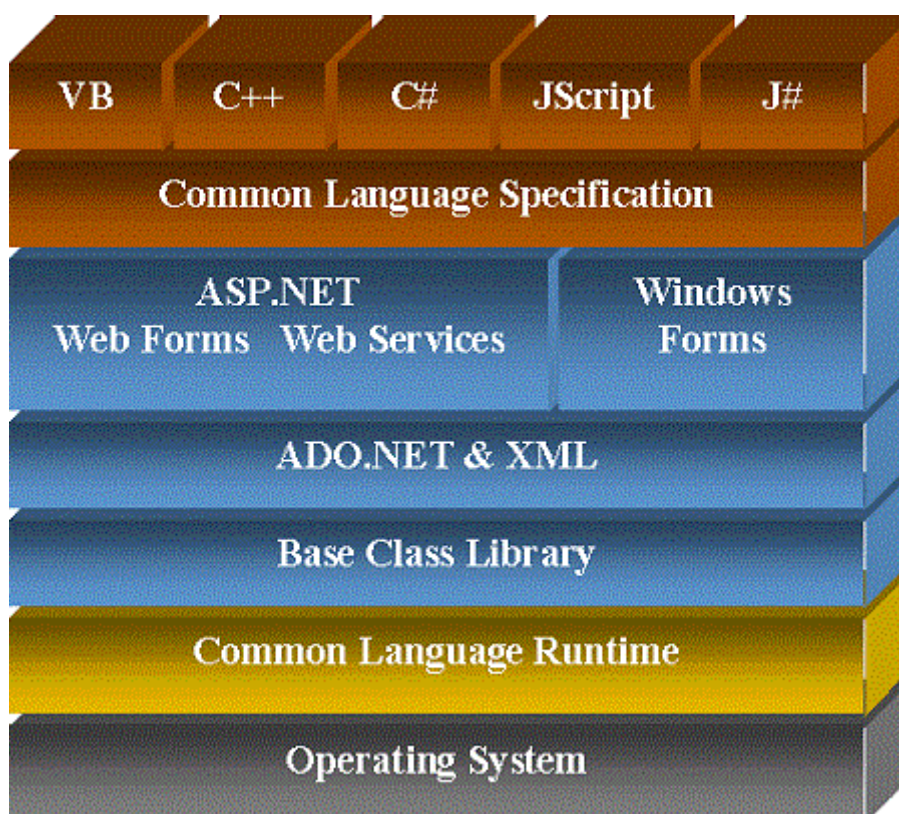 VB C++ C# JScript J#
Common Language Specification
ASP.NET Windows
Web Forms Web Services Forms
ADO.NET & XML
Base Class Library
Common Language Runtime
Operating System